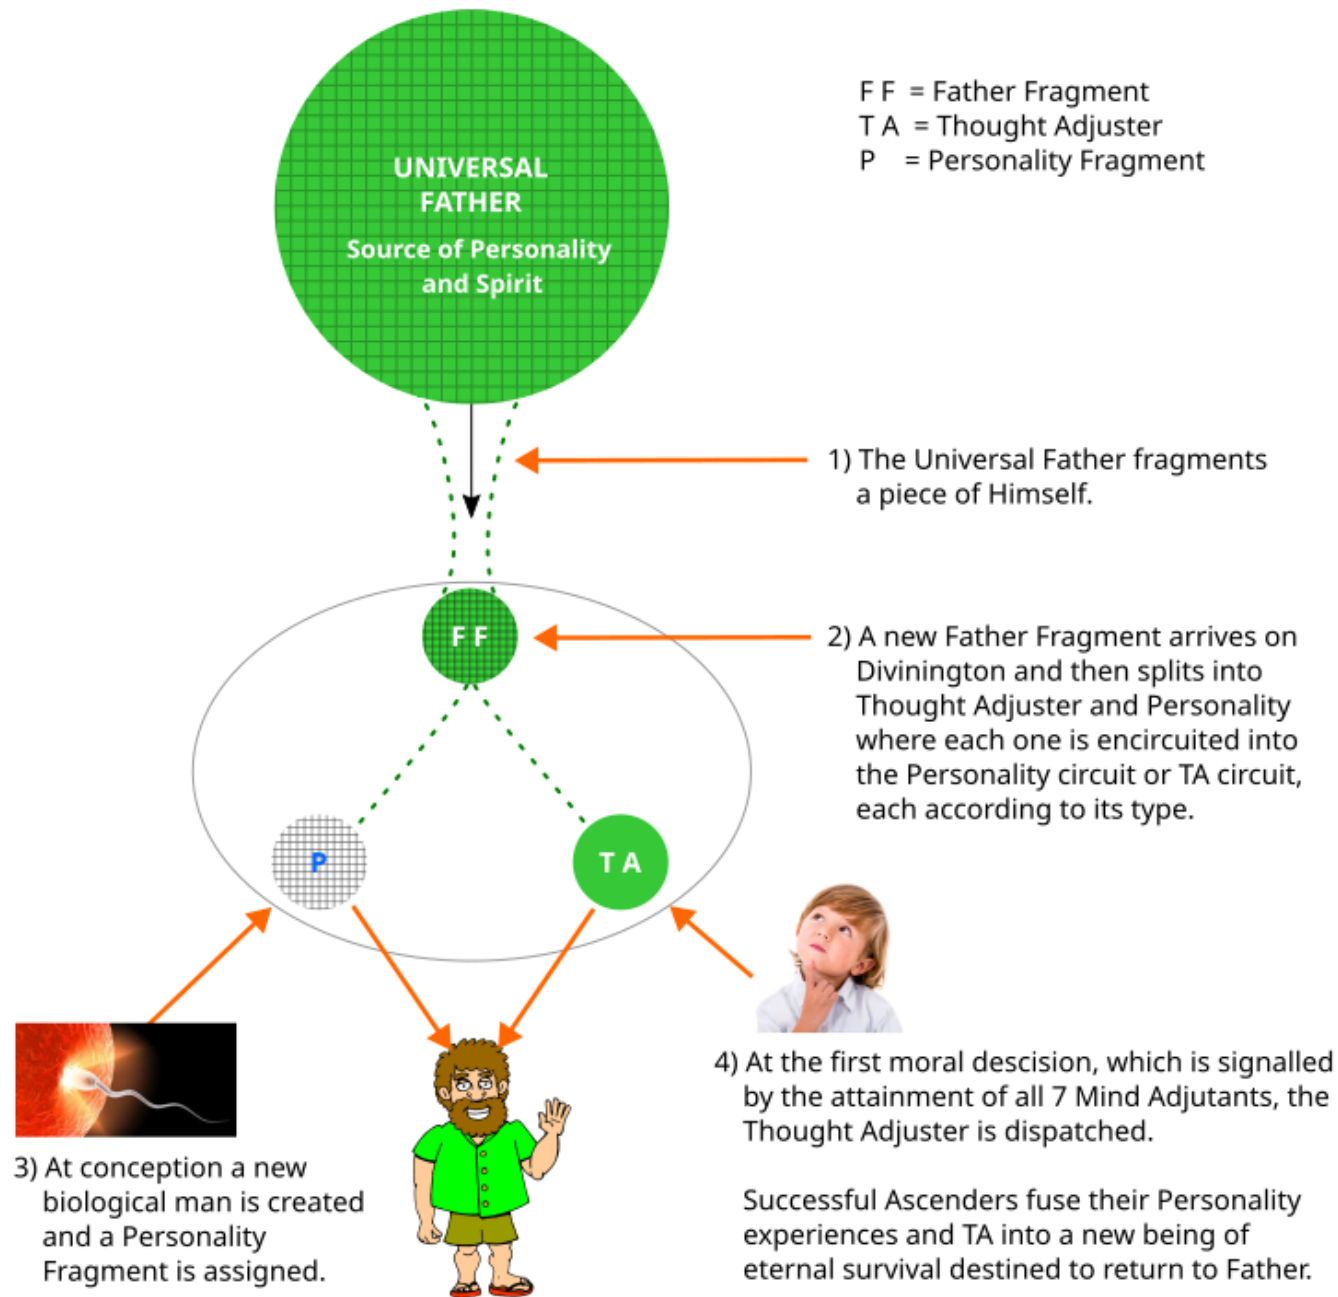 UNIVERSAL
FATHER
Source of Personality
and Spirit
F F = Father Fragment
T A = Thought Adjuster
P = Personality Fragment
1) The Universal Father fragments
a piece of Himself.
F F
2) A new Father Fragment arrives on
Divinington and then splits into
Thought Adjuster and Personality
where each one is encircuited into
the Personality circuit or TA circuit,
each according to its type.
P
T A
3) At conception a new
biological man is created
and a Personality
Fragment is assigned.
4) At the first moral descision, which is signalled
by the attainment of all 7 Mind Adjutants, the
Thought Adjuster is dispatched.
Successful Ascenders fuse their Personality
experiences and TA into a new being of
eternal survival destined to return to Father.